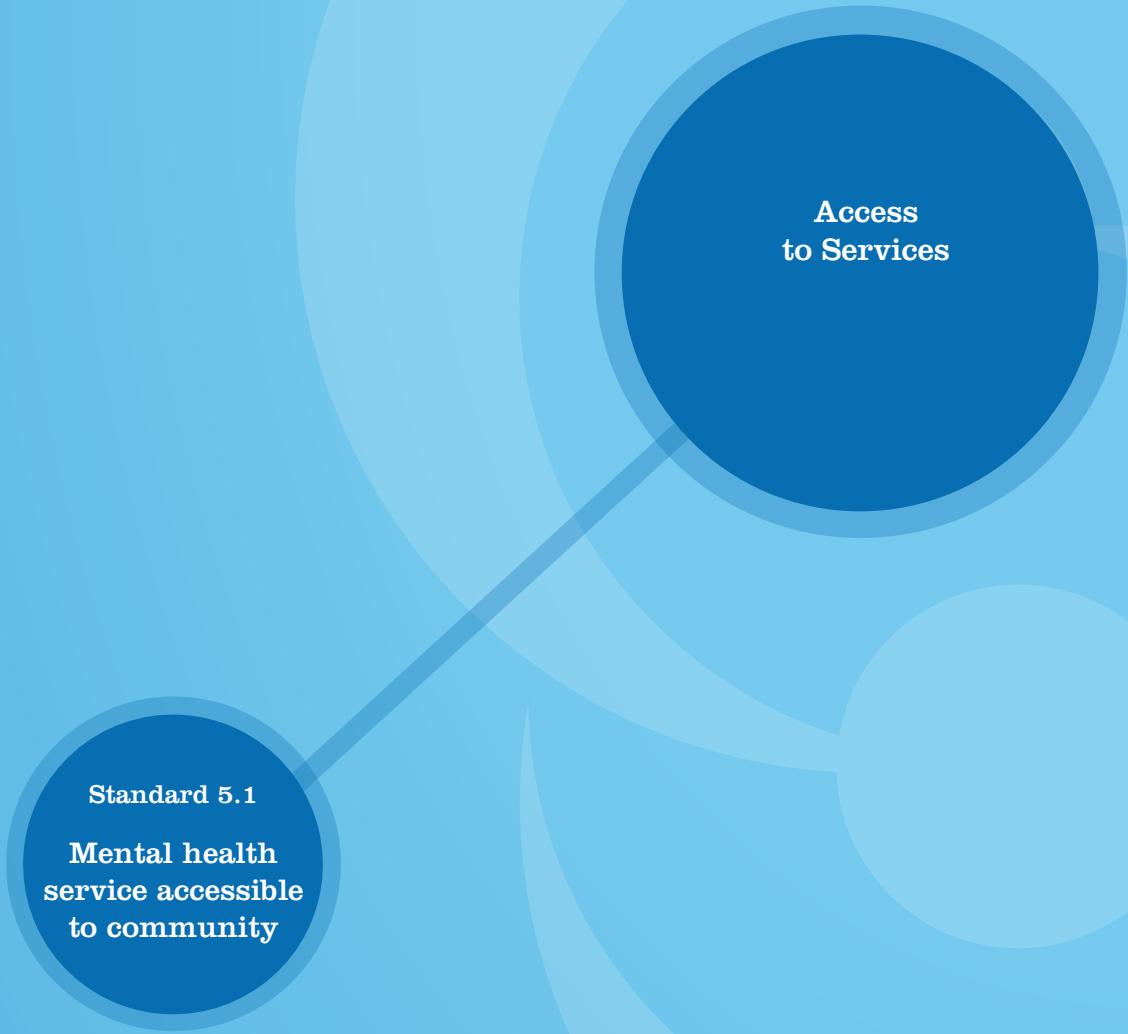 Access
to Services
Standard 5.1
Mental health
service accessible
to community